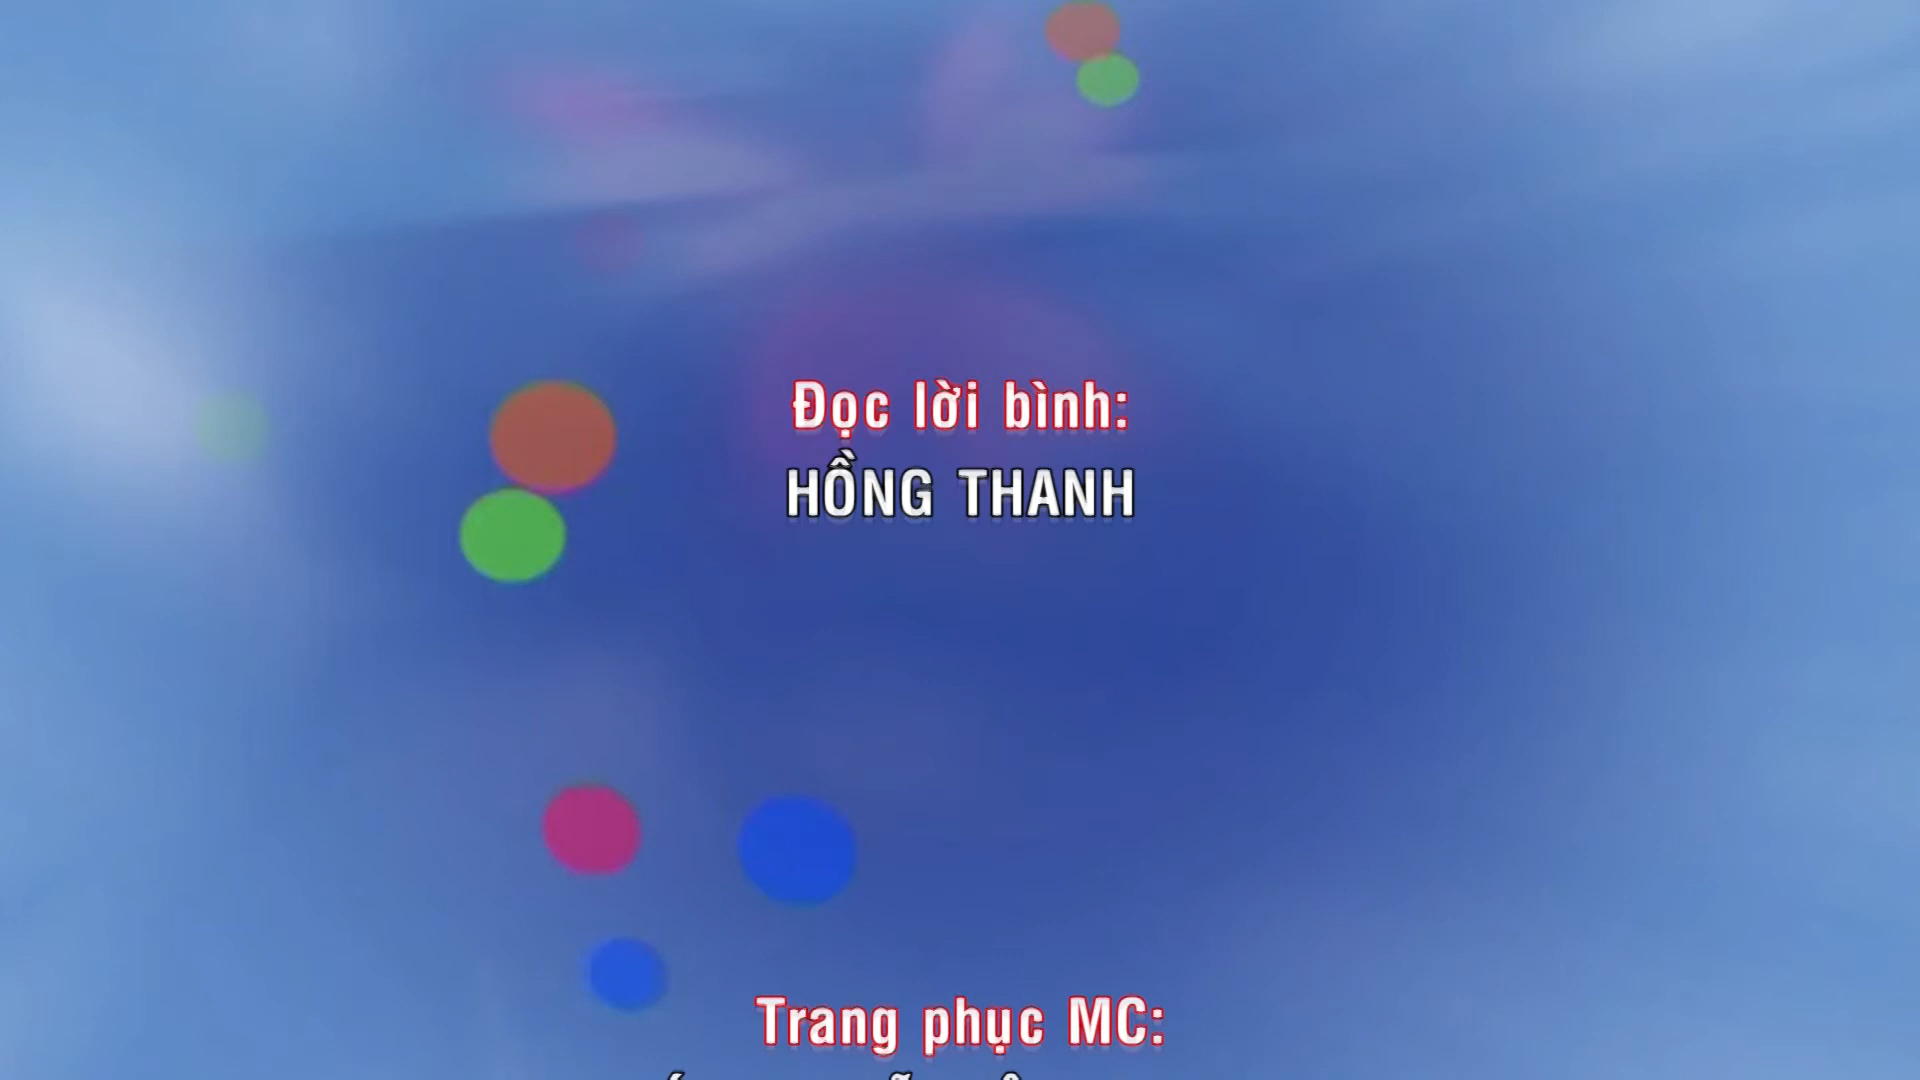 Đọc lời bình:
HỒNG THANH
Trang phục MC: